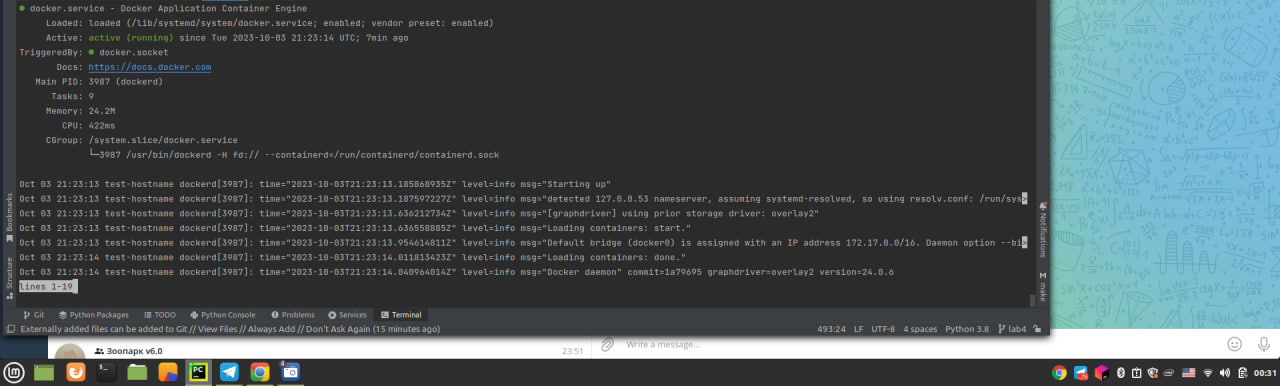 ● docker.service - Docker Application Container Engine
Loaded: loaded (/lib/systemd/system/docker.service; enabled; vendor preset: enabled)
Active: active (running) since Tue 2023-10-03 21:23:14 UTC; 7min ago
TriggeredBy: ● docker.socket
Docs: https://docs.docker.com
Main PID: 3987 (dockerd)
Tasks: 9
Memory: 24.2M
CPU: 422ms
CGroup: /system.slice/docker.service
└─3987 /usr/bin/dockerd -H fd:// --containerd=/run/containerd/containerd.sock
Oct 03 21:23:13 test-hostname dockerd[3987]: time="2023-10-03T21:23:13.185868935Z" level=info msg="Starting up"
Oct 03 21:23:13 test-hostname dockerd[3987]: time="2023-10-03T21:23:13.187597227Z" level=info msg="detected 127.0.0.53 nameserver, assuming systemd-resolved, so using resolv.conf: /run/sys>
Oct 03 21:23:13 test-hostname dockerd[3987]: time="2023-10-03T21:23:13.636212734Z" level=info msg="[graphdriver] using prior storage driver: overlay2"
Oct 03 21:23:13 test-hostname dockerd[3987]: time="2023-10-03T21:23:13.636558885Z" level=info msg="Loading containers: start."
Oct 03 21:23:13 test-hostname dockerd[3987]: time="2023-10-03T21:23:13.954614811Z" level=info msg="Default bridge (docker0) is assigned with an IP address 172.17.0.0/16. Daemon option --bi>
Oct 03 21:23:14 test-hostname dockerd[3987]: time="2023-10-03T21:23:14.011813423Z" level=info msg="Loading containers: done."
Oct 03 21:23:14 test-hostname dockerd[3987]: time="2023-10-03T21:23:14.040964014Z" level=info msg="Docker daemon" commit=1a79695 graphdriver=overlay2 version=24.0.6
lines 1-19
Bookmarks
Structure
Notifications
M make
Git Python Packages TODO Python Console Problems Services Terminal
Externally added files can be added to Git // View Files // Always Add // Don't Ask Again (15 minutes ago)
493:24 LF UTF-8 4 spaces Python 3.8 lab4
Зоопарк v6.0 23:51
Write a message...
PC
00:31